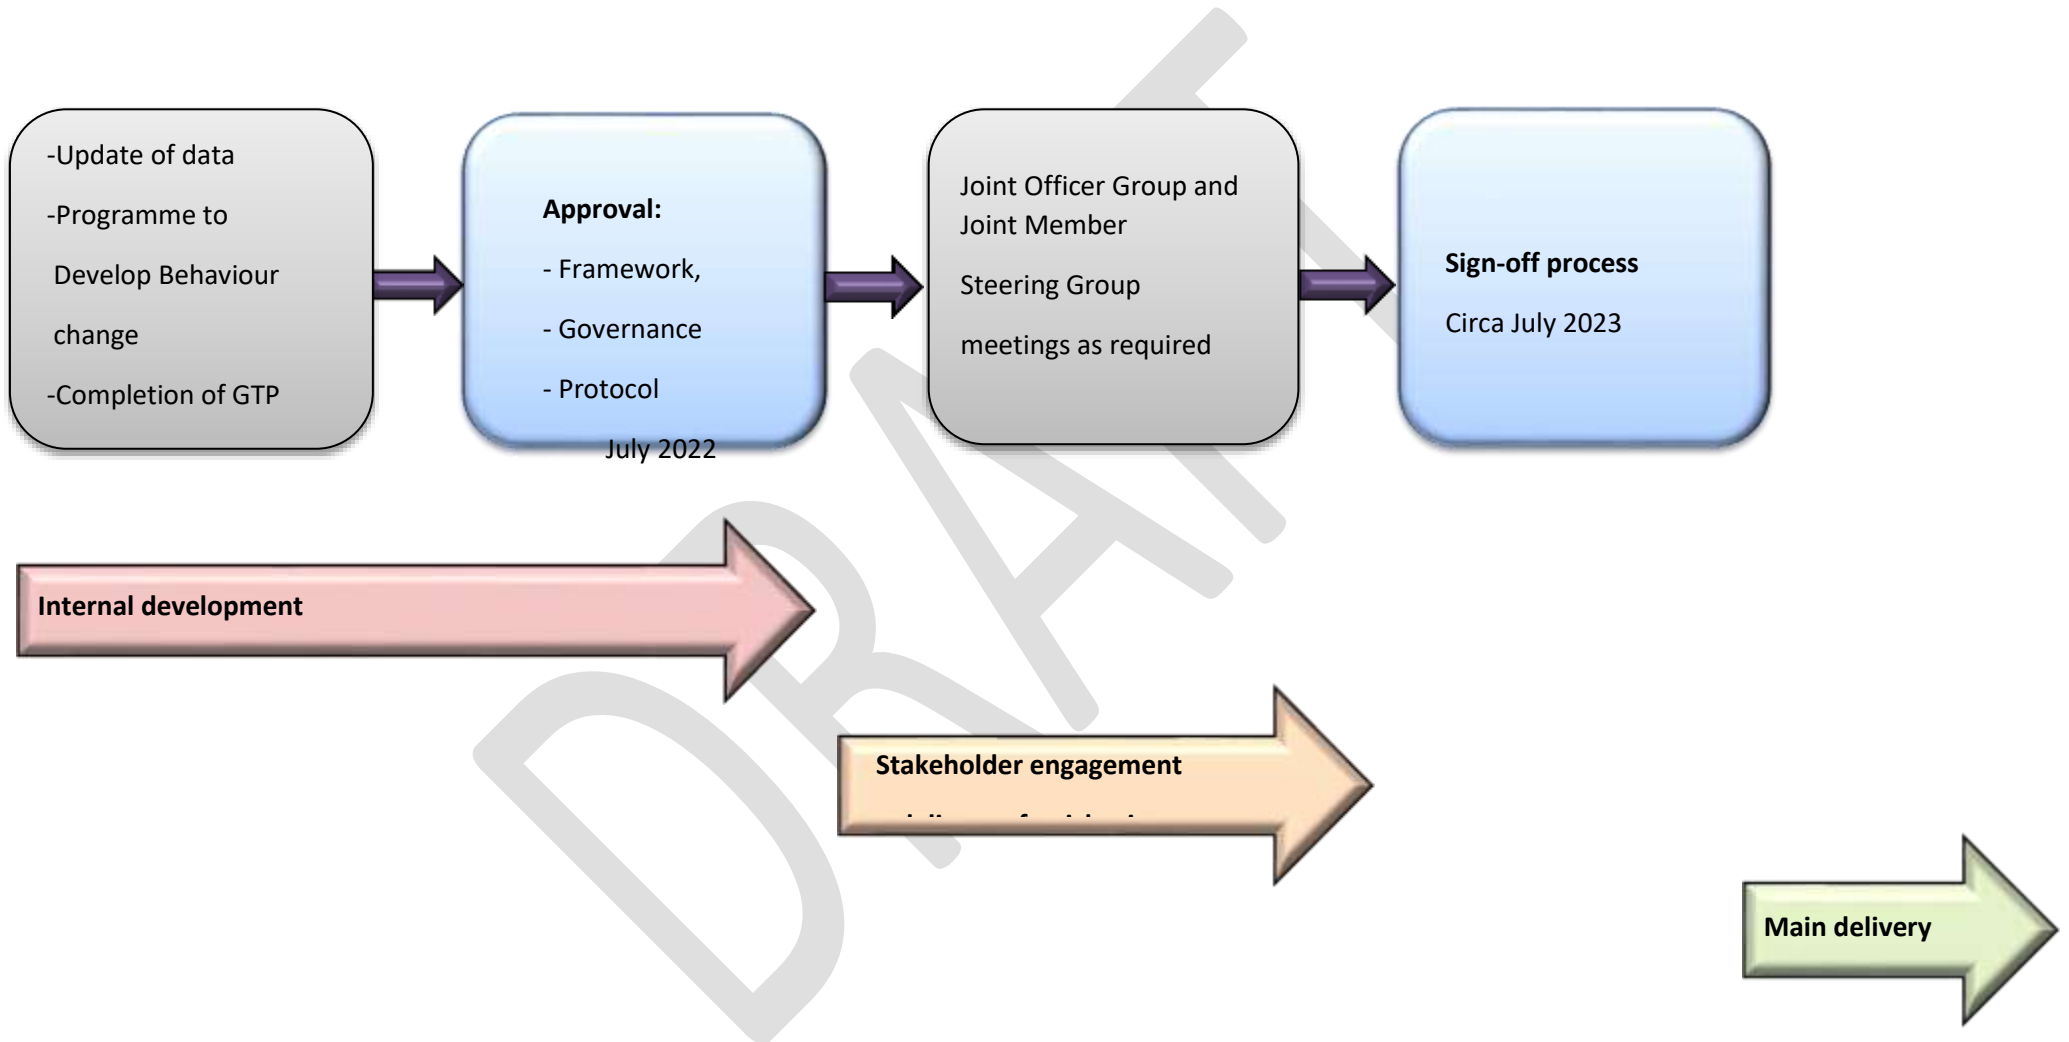 -Update of data
-Programme to
Develop Behaviour
change
-Completion of GTP
Approval:
- Framework,
- Governance
- Protocol
July 2022
Joint Officer Group and
Joint Member
Steering Group
meetings as required
Sign-off process
Circa July 2023
Internal development
Stakeholder engagement
Main delivery
DRAFT